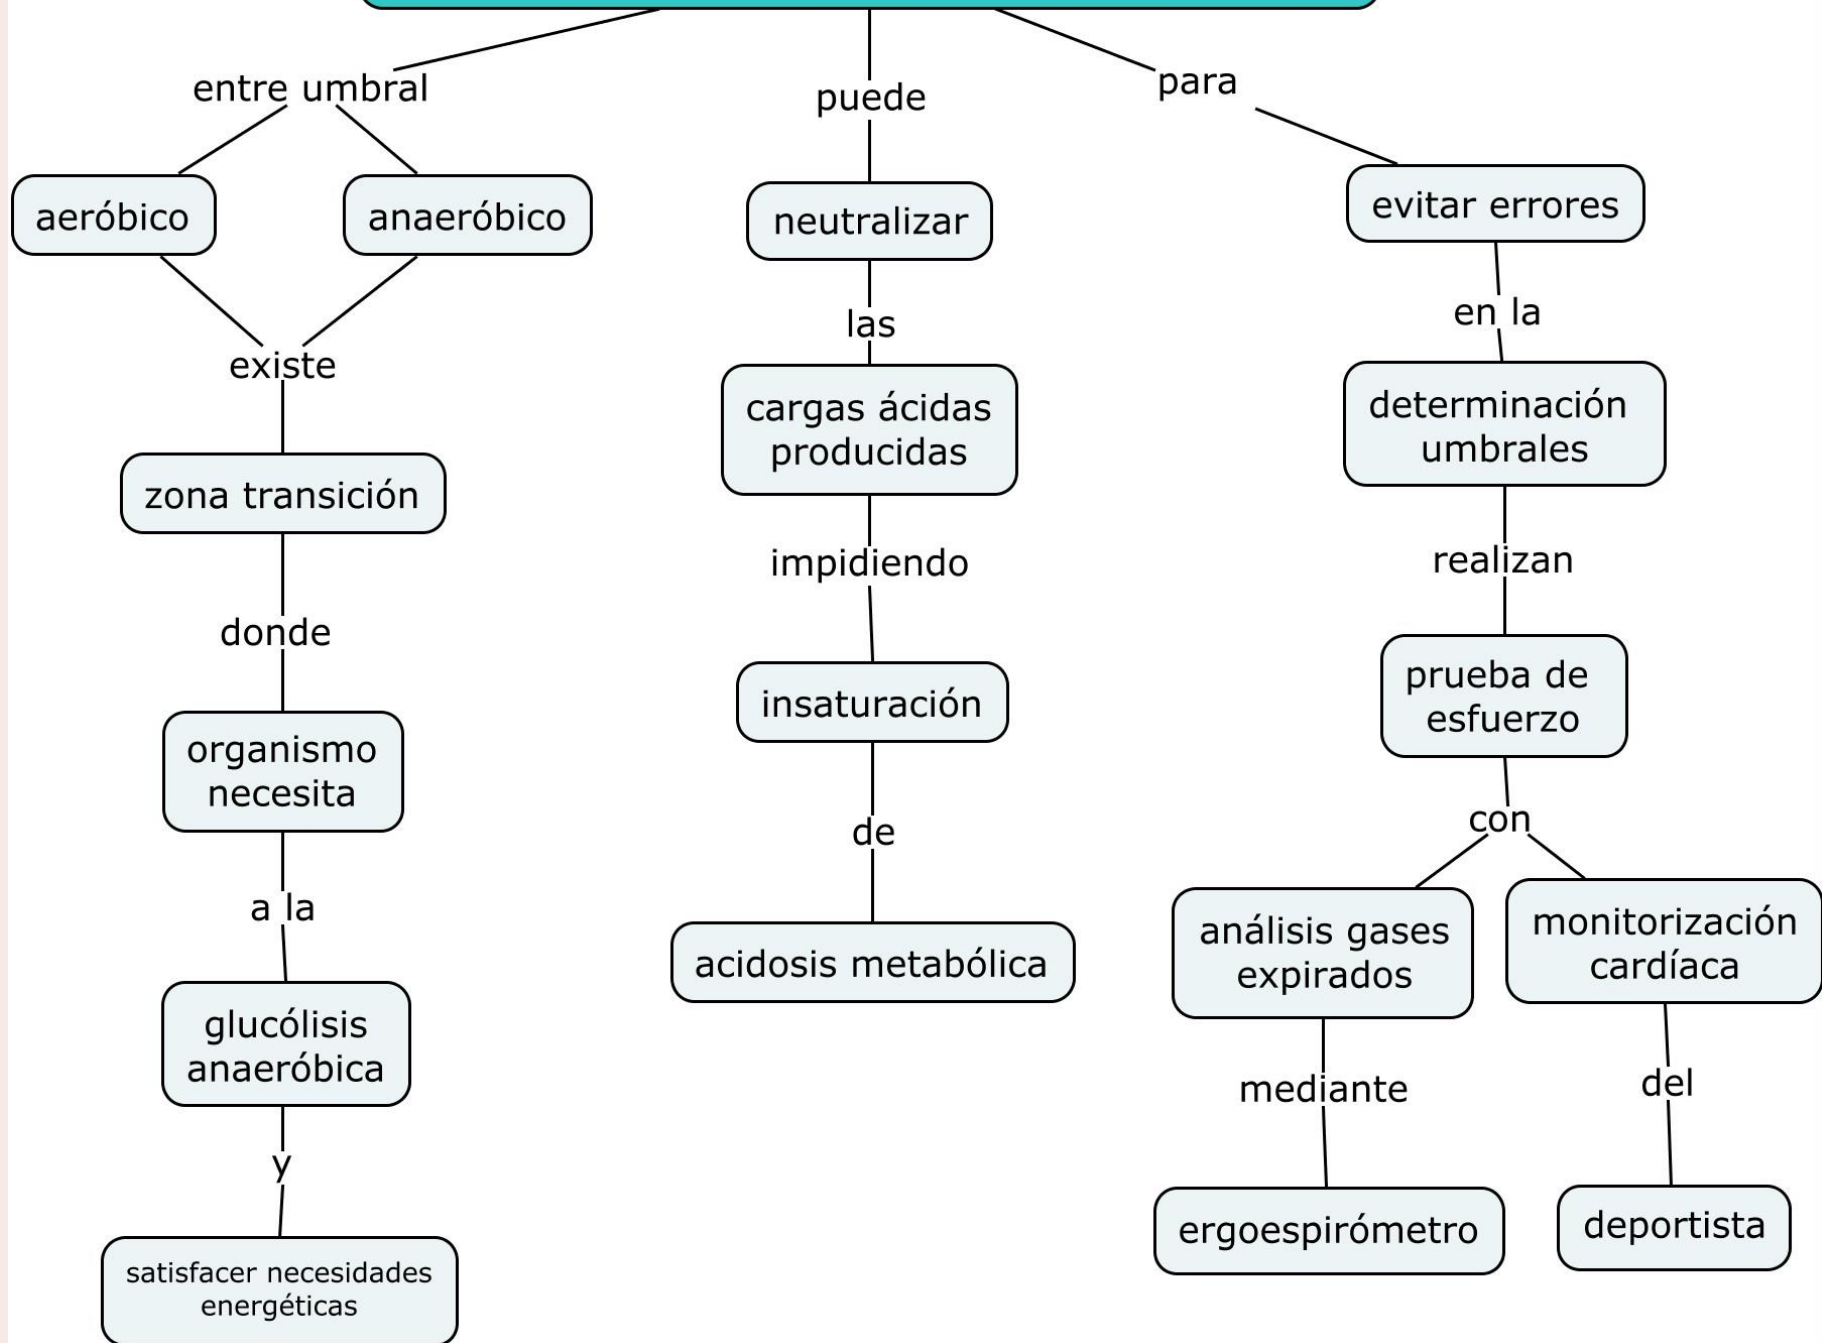 entre umbral
aeróbico
anaeróbico
existe
zona transición
donde
organismo
necesita
a la
glucólisis
anaeróbica
y
satisfacer necesidades
energéticas
puede
neutralizar
las
cargas ácidas
producidas
impidiendo
insaturación
de
acidosis metabólica
para
evitar errores
en la
determinación
umbrales
realizan
prueba de
esfuerzo
con
análisis gases
expirados
mediante
ergoespirómetro
monitorización
cardíaca
del
deportista